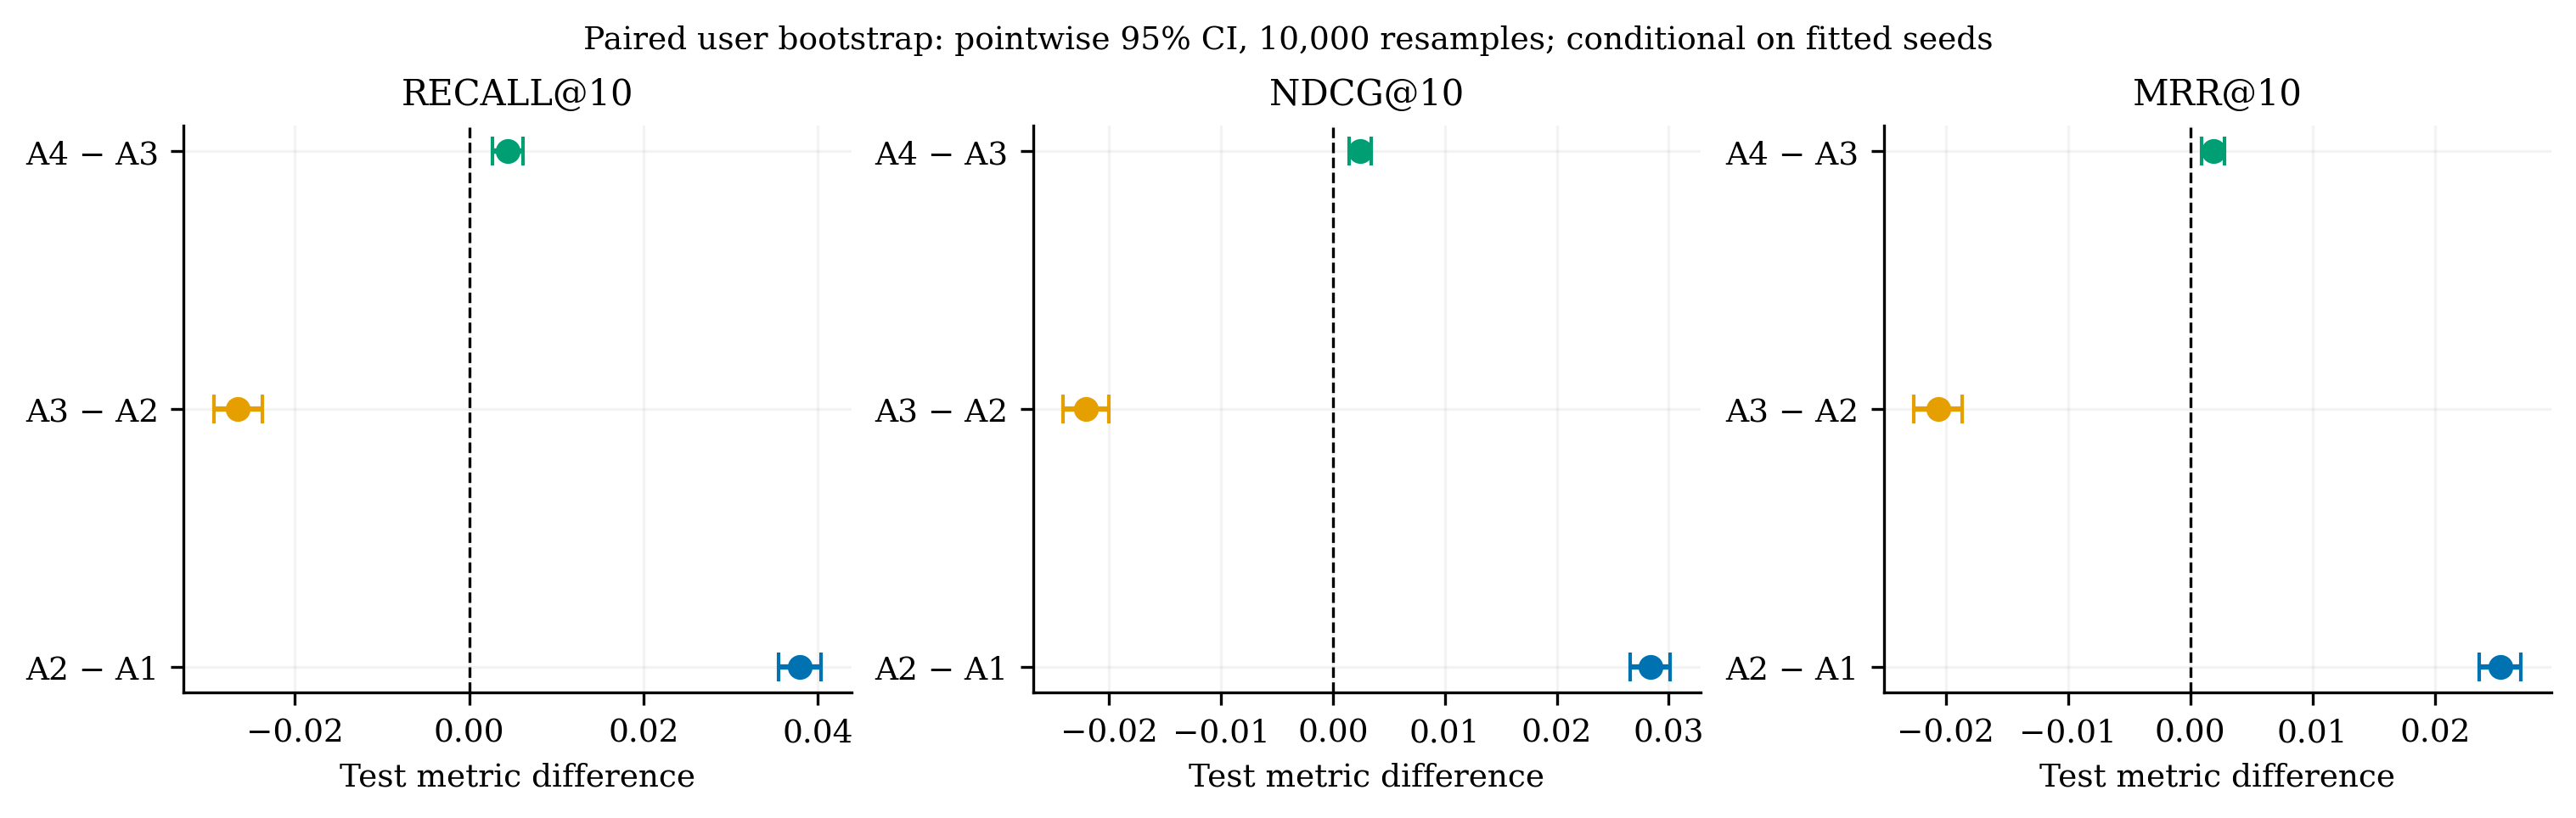 Paired user bootstrap: pointwise 95% CI, 10,000 resamples; conditional on fitted seeds
RECALL@10
A4 − A3
A3 − A2
A2 − A1
−0.02 0.00 0.02 0.04
Test metric difference
NDCG@10
A4 − A3
A3 − A2
A2 − A1
−0.02 −0.01 0.00 0.01 0.02 0.03
Test metric difference
MRR@10
A4 − A3
A3 − A2
A2 − A1
−0.02 −0.01 0.00 0.01 0.02
Test metric difference